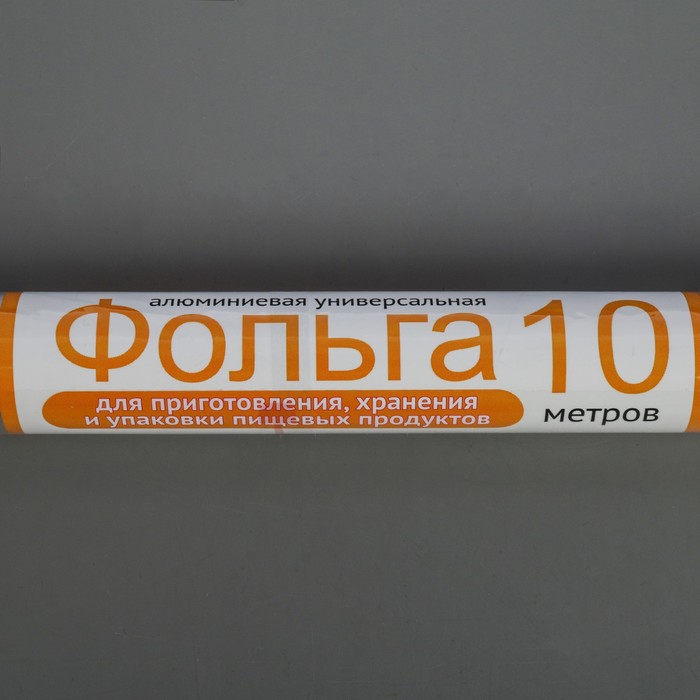 алюминиевая универсальная
Фольга 10
метров
для приготовления, хранения
и упаковки пищевых продуктов